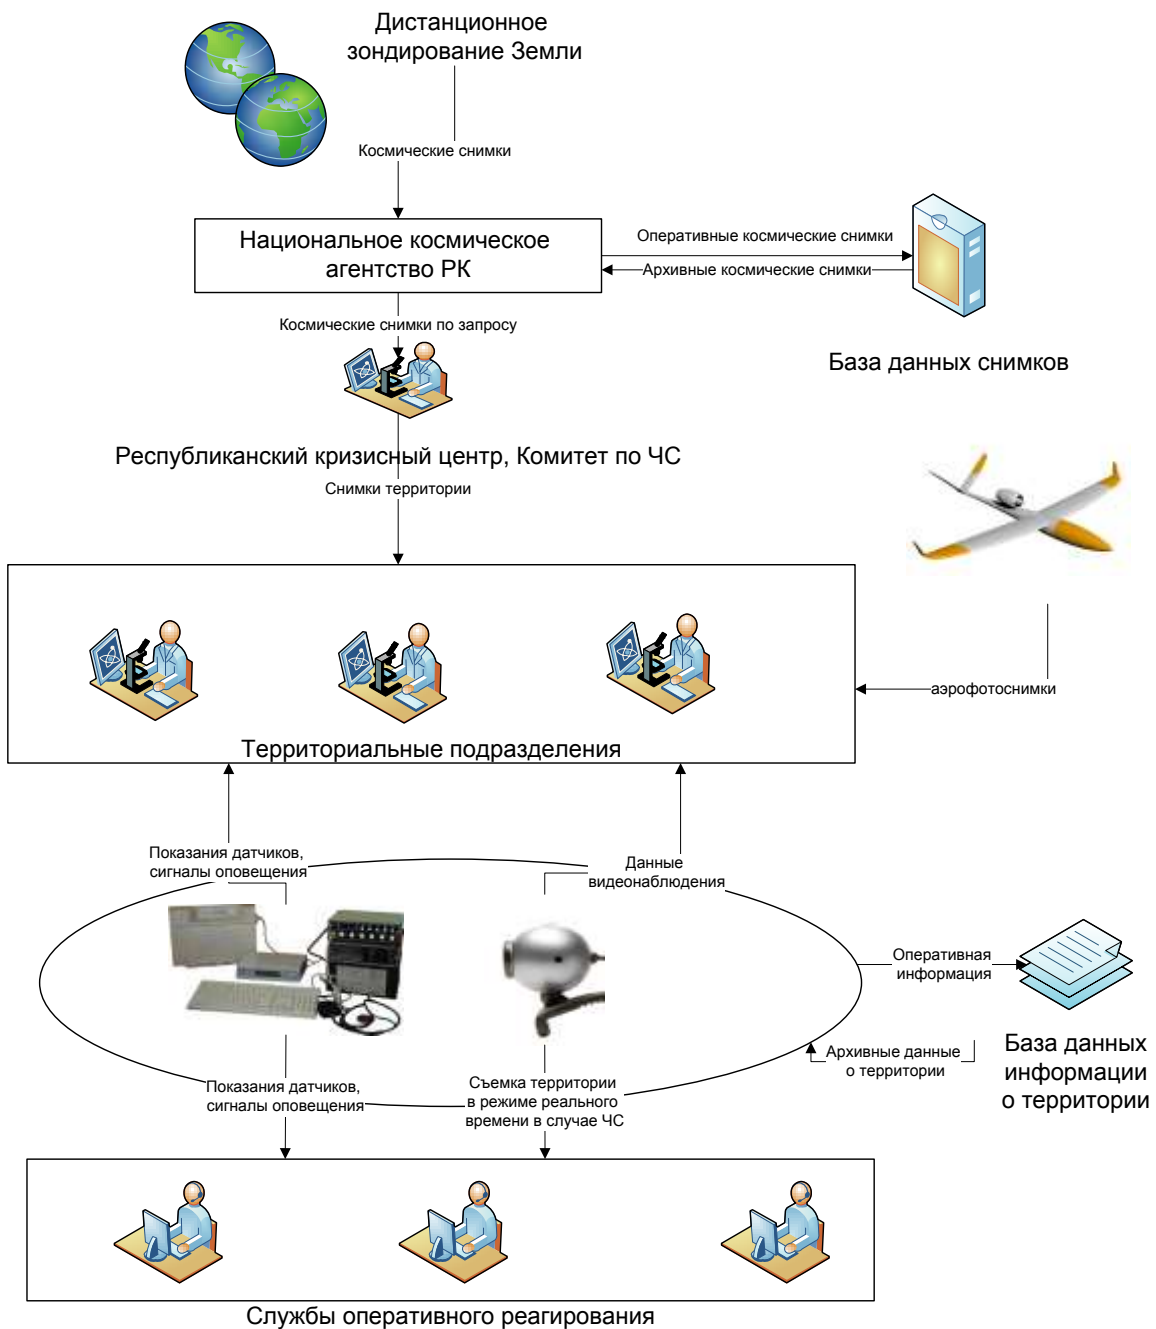 Дистанционное
зондирование Земли
Космические снимки
Национальное космическое
агентство РК
Оперативные космические снимки
Архивные космические снимки
Космические снимки по запросу
База данных снимков
Республиканский кризисный центр, Комитет по ЧС
Снимки территории
аэрофотоснимки
Территориальные подразделения
Показания датчиков,
сигналы оповещения
Данные
видеонаблюдения
Оперативная
информация
База данных
информации
о территории
Архивные данные
о территории
Показания датчиков,
сигналы оповещения
Съемка территории
в режиме реального
времени в случае ЧС
Службы оперативного реагирования